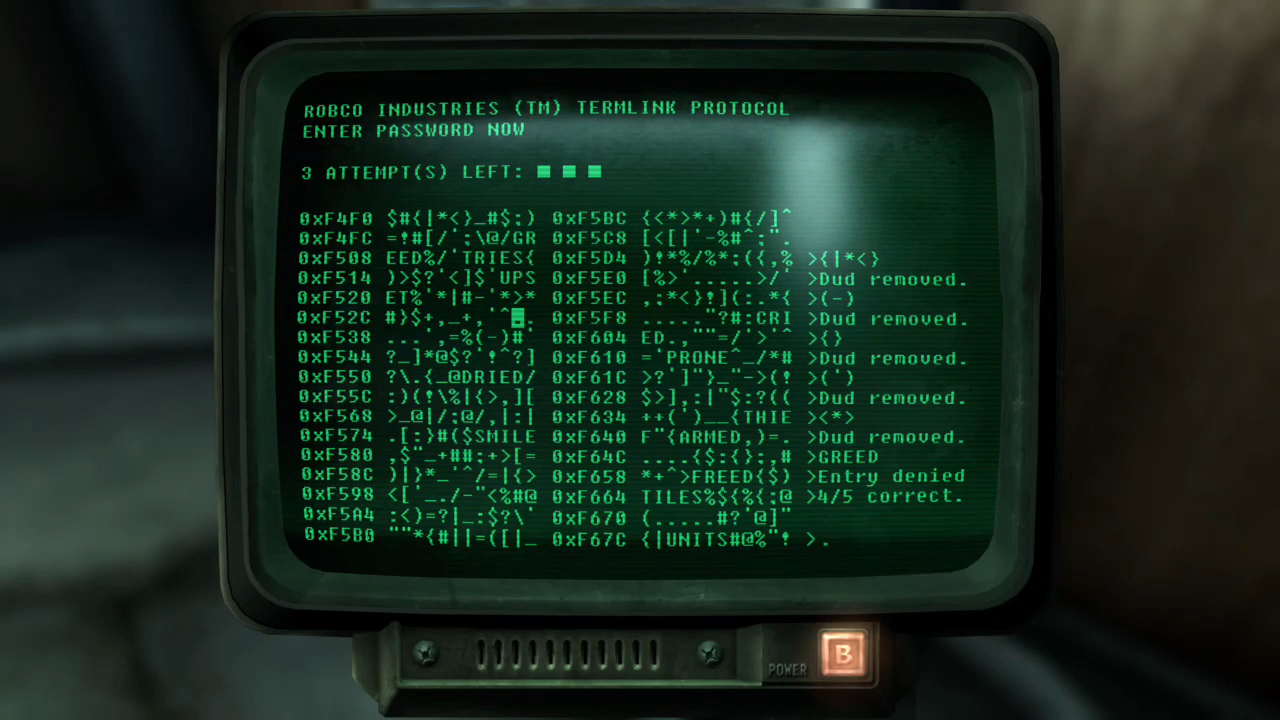 ROBCO INDUSTRIES (TM) TERMLINK PROTOCOL
ENTER PASSWORD NOW
3 ATTEMPT(S) LEFT: ■ ■ ■
0xF4F0 $#{|*<}_#$;) 0xF5BC {<*>*+)#{/]^
0xF4FC =!#[/';\@/GR 0xF5C8 [<[|'-%#^;".
0xF508 EED%/'TRIES{ 0xF5D4 )!*%/%*;({,% >{|*<}
0xF514 )>$?'<]$'UPS 0xF5E0 [%>'.....>/' >Dud removed.
0xF520 ET%'*|#-'*>* 0xF5EC ,:*<}!](:.*{ >(-)
0xF52C #}$+,_+,'^.. 0xF5F8 ....."?#:CRI >Dud removed.
0xF538 ...',=%(-)#' 0xF604 ED.,""=/'>'^ >{}
0xF544 ?_]*@$?'!^?] 0xF610 ='PRONE^_/*# >Dud removed.
0xF550 ?\.{_@DRIED/ 0xF61C >?']"}_"->(! >(')
0xF55C :)(!\%|{>,][ 0xF628 $>],:|"$:?(( >Dud removed.
0xF568 >_@|/;@/,|:| 0xF634 ++(')__{THIE ><*>
0xF574 .[:}#($SMILE 0xF640 F"{ARMED,)=. >Dud removed.
0xF580 ,$"_+##:+>[= 0xF64C ....{$:{};,# >GREED
0xF58C )|}*_'^/=|{> 0xF658 *+^>FREED{$) >Entry denied
0xF598 <['_./-"<%#@ 0xF664 TILES%${%{;@ >4/5 correct.
0xF5A4 :<)=?|_:$?\' 0xF670 (.....#?'@]"
0xF5B0 ""*{#||=([|_ 0xF67C {|UNITS#@%"! >.
POWER B